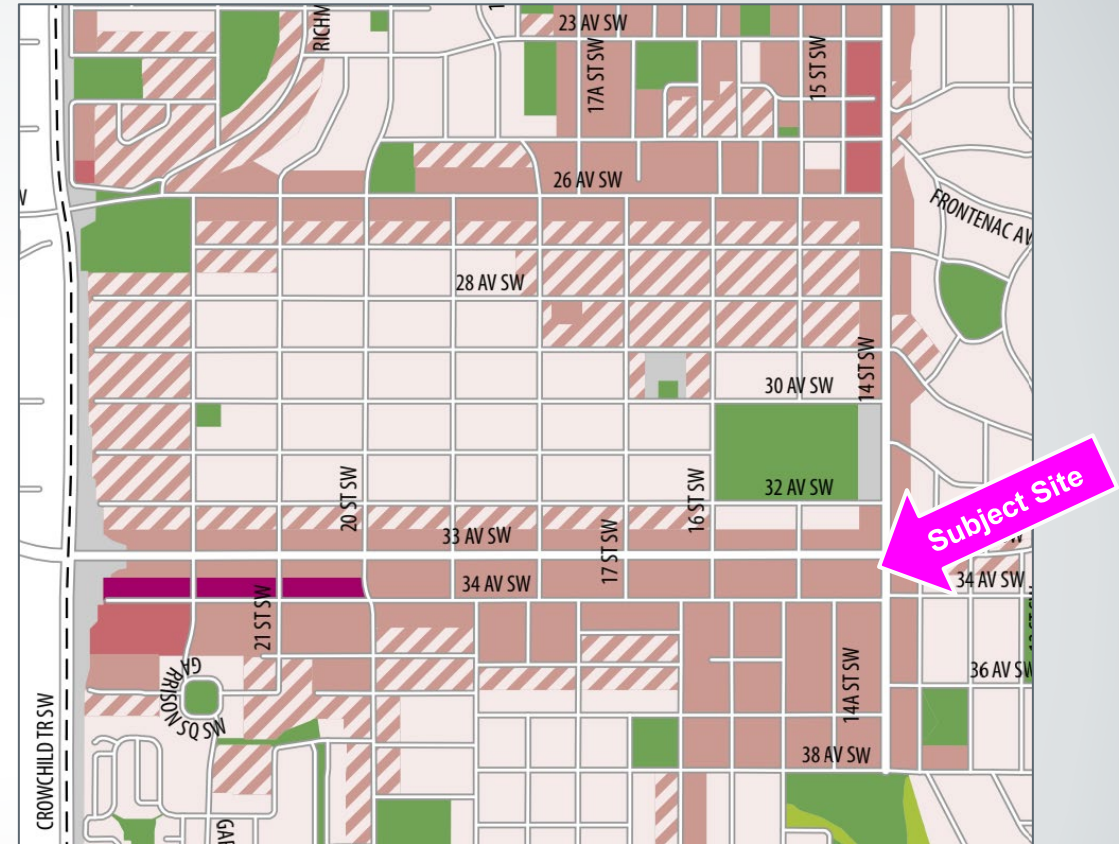 RICHM
23 AV SW
17A ST SW
15 ST SW
26 AV SW
FRONTENAC AV
28 AV SW
14 ST SW
30 AV SW
20 ST SW
16 ST SW
32 AV SW
Subject Site
33 AV SW
17 ST SW
34 AV SW
34 AV SW
21 ST SW
GARRISON SQ SW
14A ST SW
36 AV SW
CROWCHILD TR SW
38 AV SW